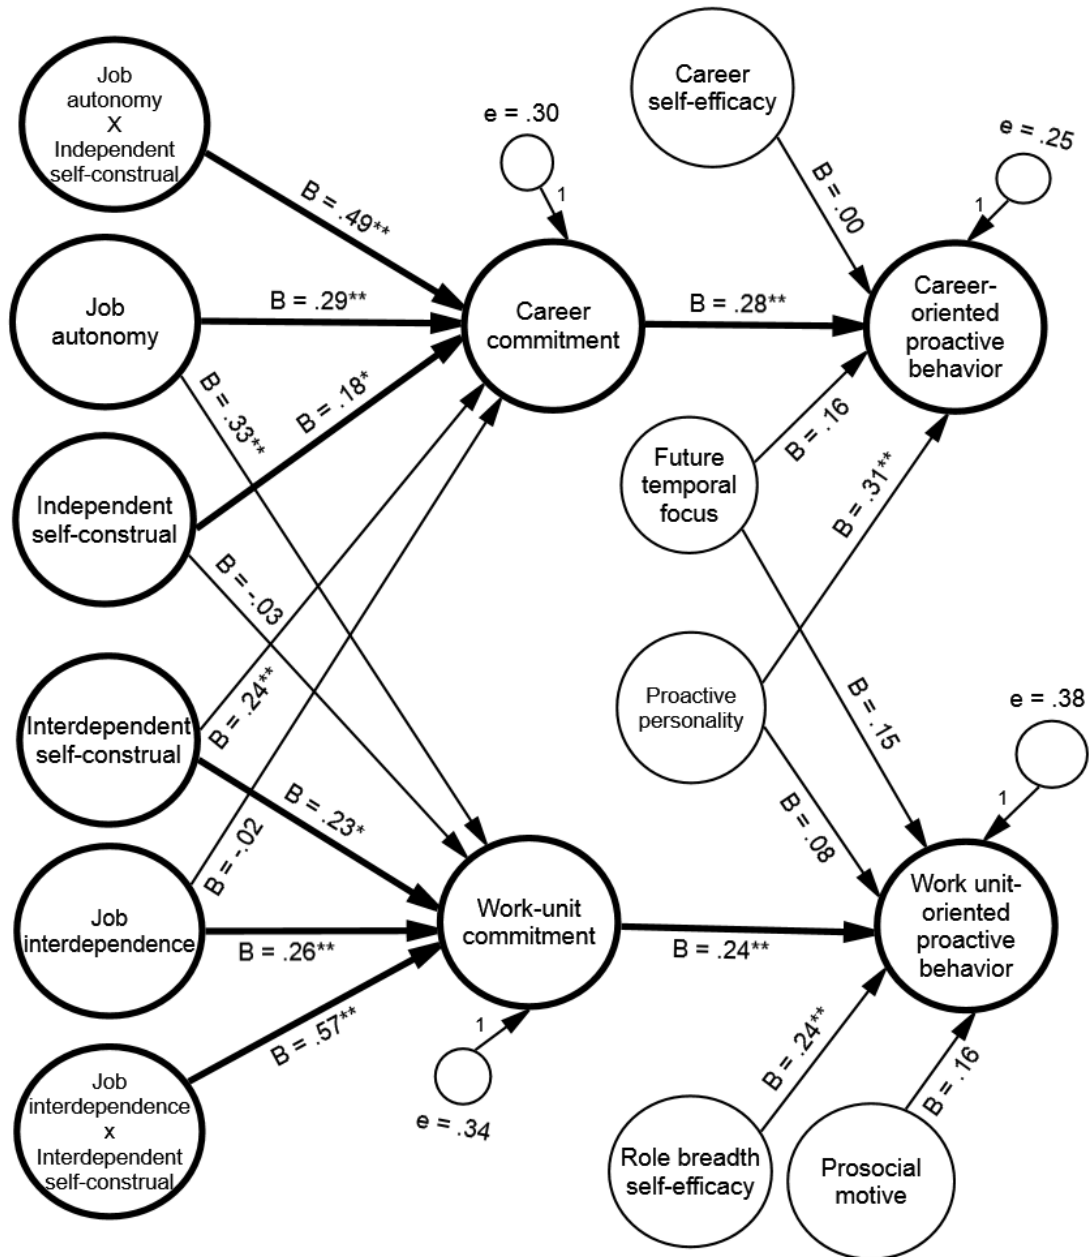 Job
autonomy
X
Independent
self-construal
Career
self-efficacy
e = .30
e = .25
1
1
B = .49**
B = .00
Job
autonomy
B = .29**
Career
commitment
B = .28**
Career-
oriented
proactive
behavior
B = .33**
B = .18*
B = .16
Independent
self-construal
Future
temporal
focus
B = .31**
B = -.03
Interdependent
self-construal
B = .24**
Proactive
personality
B = .15
e = .38
1
B = .23*
B = .08
B = -.02
Job
interdependence
B = .26**
Work-unit
commitment
B = .24**
Work unit-
oriented
proactive
behavior
B = .57**
1
e = .34
B = .24**
B = .16
Job
interdependence
x
Interdependent
self-construal
Role breadth
self-efficacy
Prosocial
motive